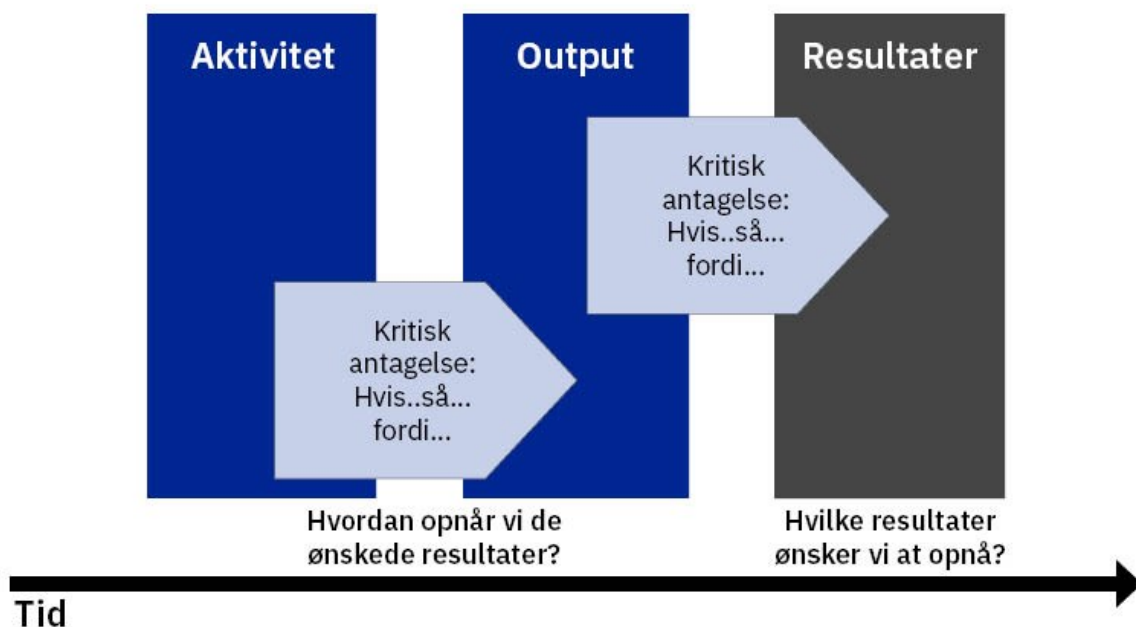 Aktivitet
Output
Resultater
Kritisk
antagelse:
Hvis..så...
fordi...
Kritisk
antagelse:
Hvis..så...
fordi...
Hvordan opnår vi de
ønskede resultater?
Hvilke resultater
ønsker vi at opnå?
Tid